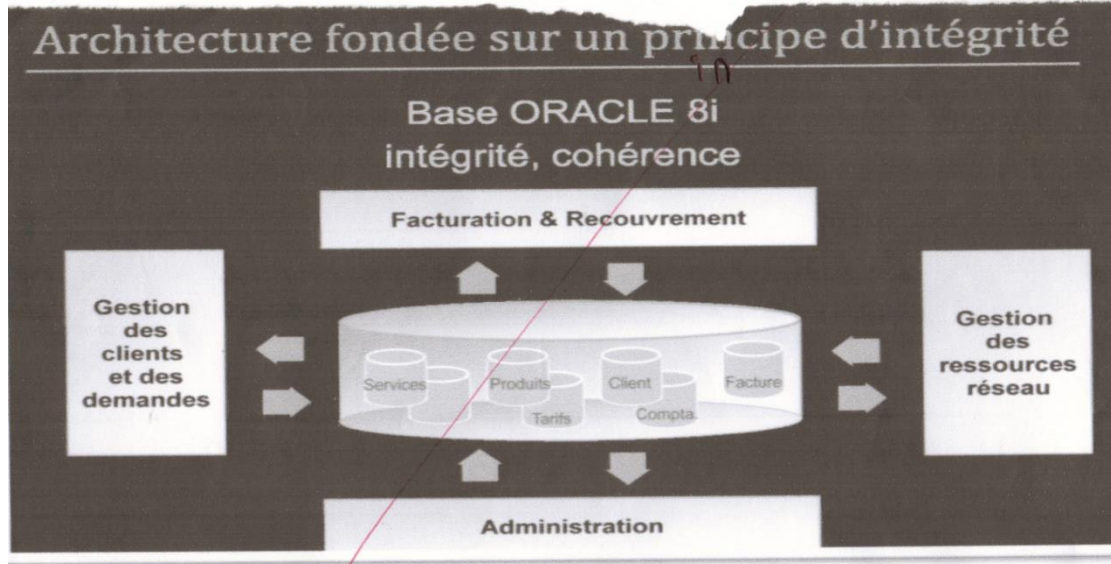 Architecture fondée sur un principe d'intégrité
in
Base ORACLE 8i
intégrité, cohérence
Facturation & Recouvrement
Gestion
des
clients
et des
demandes
Services
Produits
Tarifs
Client
Compta.
Facture
Gestion
des
ressources
réseau
Administration